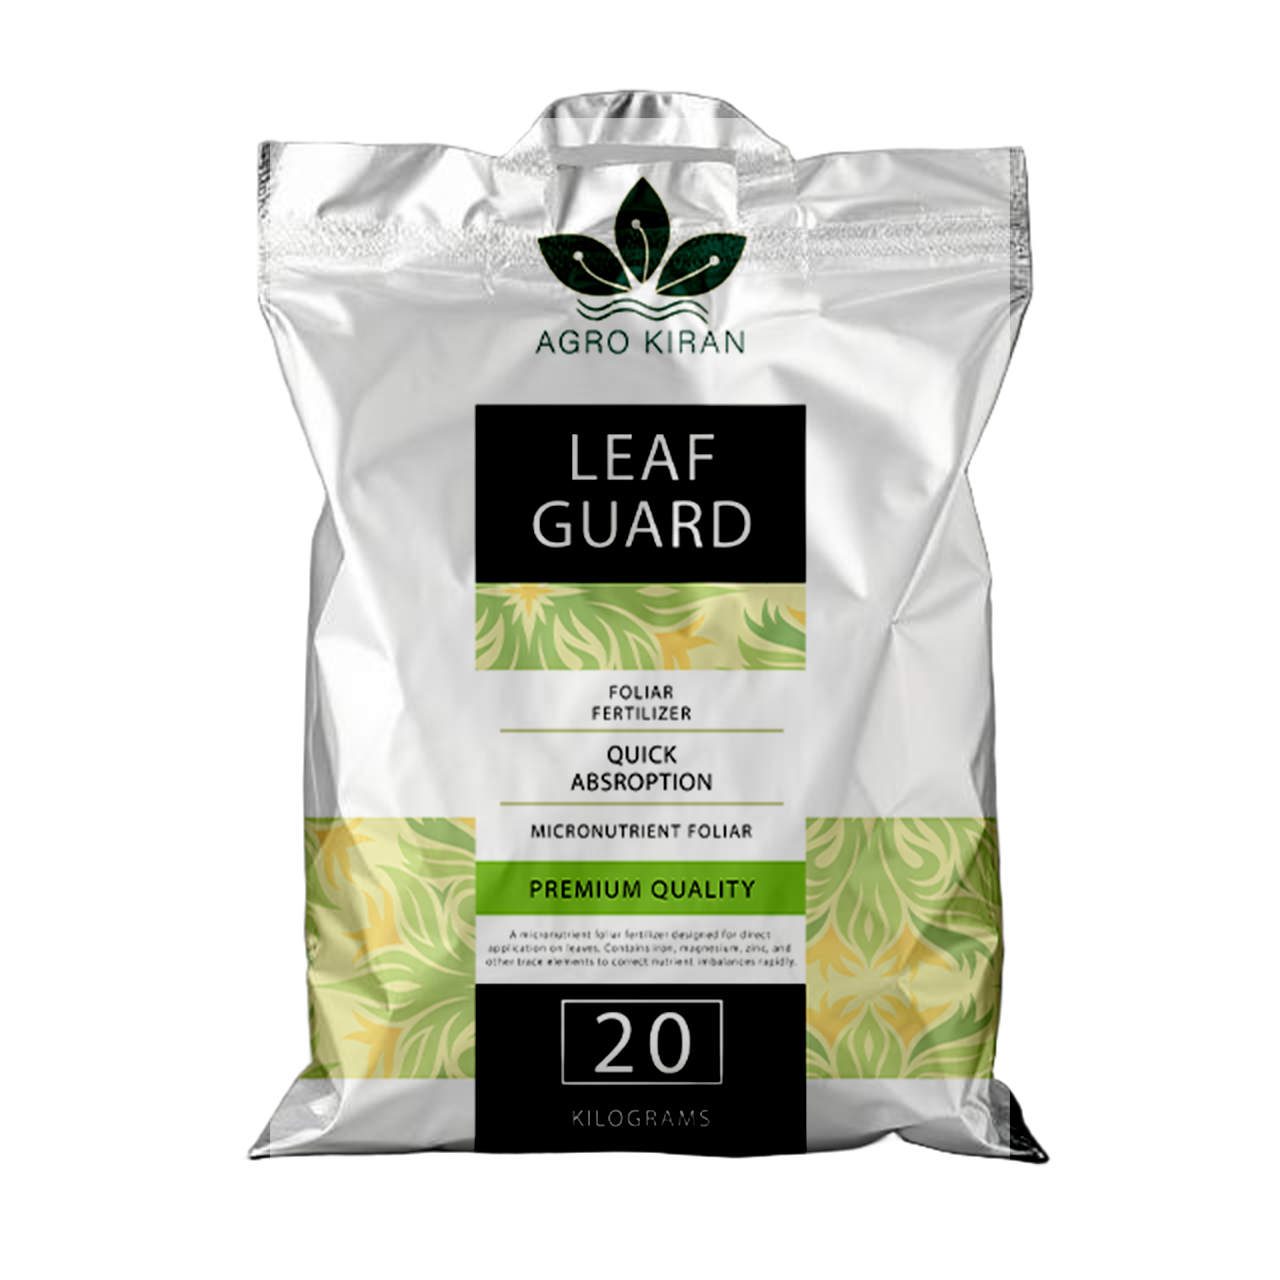 AGRO KIRAN
LEAF
GUARD
FOLIAR
FERTILIZER
QUICK
ABSROPTION
MICRONUTRIENT FOLIAR
PREMIUM QUALITY
A micronutrient foliar fertilizer designed for direct
application on leaves. Contains iron, magnesium, zinc, and
other trace elements to correct nutrient imbalances rapidly.
20
KILOGRAMS